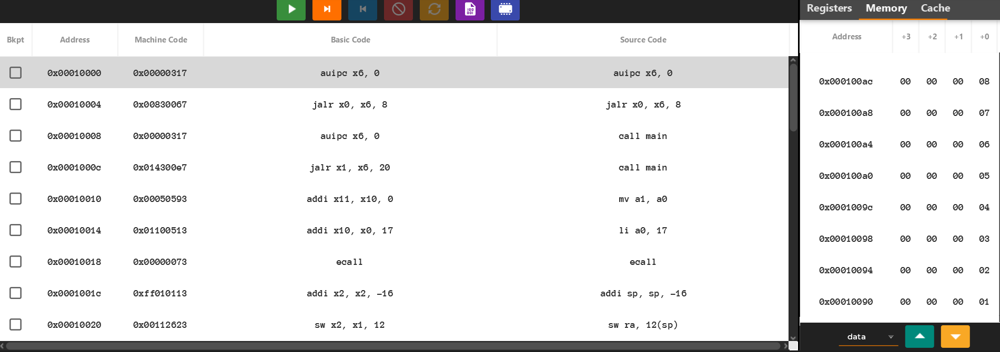 Registers Memory Cache
Bkpt Address Machine Code Basic Code Source Code
0x00010000 0x00000317 auipc x6, 0 auipc x6, 0
0x00010004 0x00830067 jalr x0, x6, 8 jalr x0, x6, 8
0x00010008 0x00000317 auipc x6, 0 call main
0x0001000c 0x014300e7 jalr x1, x6, 20 call main
0x00010010 0x00050593 addi x11, x10, 0 mv a1, a0
0x00010014 0x01100513 addi x10, x0, 17 li a0, 17
0x00010018 0x00000073 ecall ecall
0x0001001c 0xff010113 addi x2, x2, -16 addi sp, sp, -16
0x00010020 0x00112623 sw x2, x1, 12 sw ra, 12(sp)
Address +3 +2 +1 +0
0x000100ac 00 00 00 08
0x000100a8 00 00 00 07
0x000100a4 00 00 00 06
0x000100a0 00 00 00 05
0x0001009c 00 00 00 04
0x00010098 00 00 00 03
0x00010094 00 00 00 02
0x00010090 00 00 00 01
data